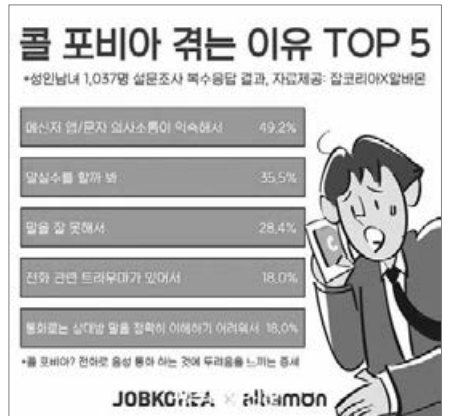 콜 포비아 겪는 이유 TOP 5
*성인남녀 1,037명 설문조사 복수응답 결과, 자료제공: 잡코리아X알바몬
메신저 앱/문자 의사소통이 익숙해서 49.2%
말실수를 할까 봐 35.5%
말을 잘 못해서 28.4%
전화 관련 트라우마가 있어서 18.0%
통화로는 상대방 말을 정확히 이해하기 어려워서 18.0%
*콜 포비아? 전화로 음성 통화 하는 것에 두려움을 느끼는 증세
JOBKOREA × albamon